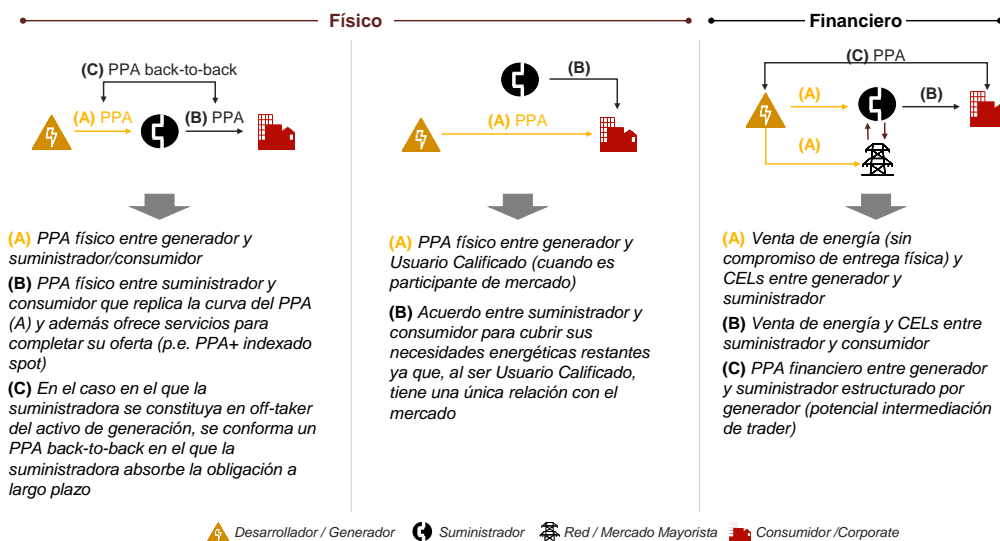 Físico
Financiero
(C) PPA back-to-back
(A) PPA
(B) PPA
(A) PPA físico entre generador y
suministrador/consumidor
(B) PPA físico entre suministrador y
consumidor que replica la curva del PPA
(A) y además ofrece servicios para
completar su oferta (p.e. PPA+ indexado
spot)
(C) En el caso en el que la
suministradora se constituya en off-taker
del activo de generación, se conforma un
PPA back-to-back en el que la
suministradora absorbe la obligación a
largo plazo
(B)
(A) PPA
(A) PPA físico entre generador y
Usuario Calificado (cuando es
participante de mercado)
(B) Acuerdo entre suministrador y
consumidor para cubrir sus
necesidades energéticas restantes
ya que, al ser Usuario Calificado,
tiene una única relación con el
mercado
(C) PPA
(A)
(B)
(A)
(A) Venta de energía (sin
compromiso de entrega física) y
CELs entre generador y
suministrador
(B) Venta de energía y CELs entre
suministrador y consumidor
(C) PPA financiero entre generador
y suministrador estructurado por
generador (potencial intermediación
de trader)
Desarrollador / Generador
Suministrador
Red / Mercado Mayorista
Consumidor /Corporate